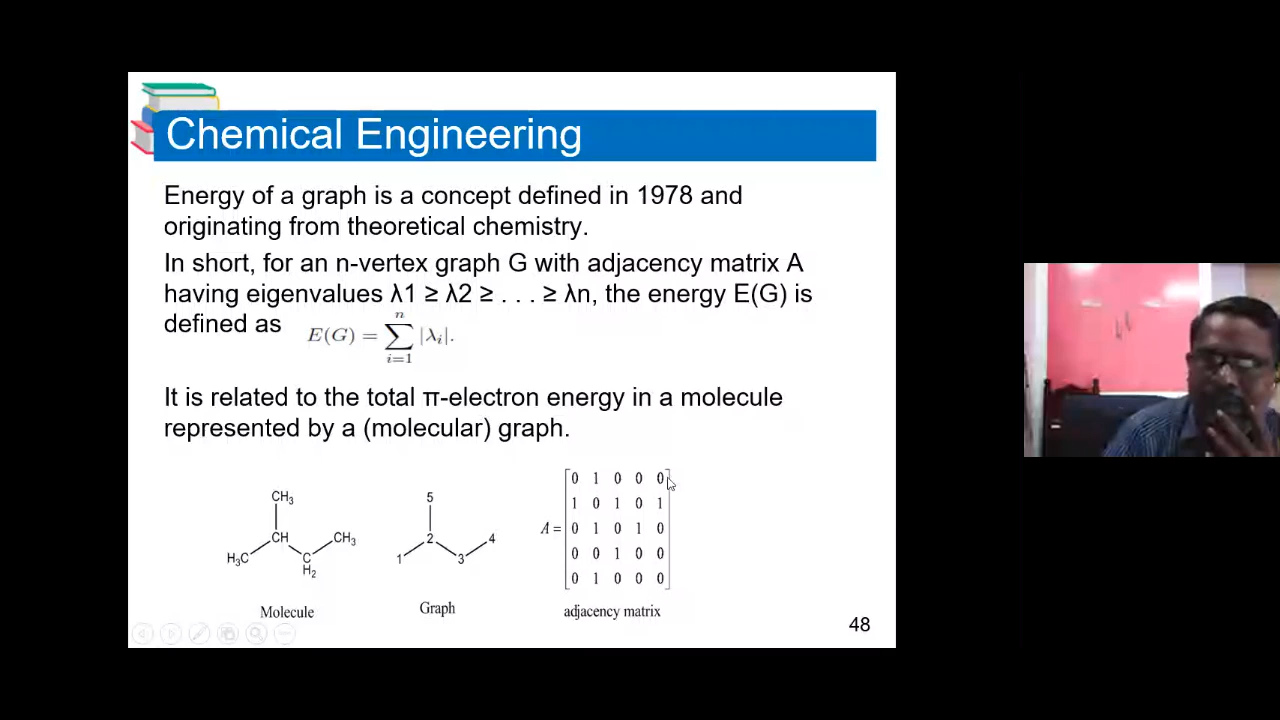 Chemical Engineering
Energy of a graph is a concept defined in 1978 and
originating from theoretical chemistry.
In short, for an n-vertex graph G with adjacency matrix A
having eigenvalues λ1 ≥ λ2 ≥ . . . ≥ λn, the energy E(G) is
defined as E(G) = ∑_{i=1}^{n} |λ_i|.
It is related to the total π-electron energy in a molecule
represented by a (molecular) graph.
CH₃
CH
CH₃
H₃C
C
H₂
Molecule
5
2
4
1
3
Graph
A =
0 1 0 0 0
1 0 1 0 1
0 1 0 1 0
0 0 1 0 0
0 1 0 0 0
adjacency matrix
48